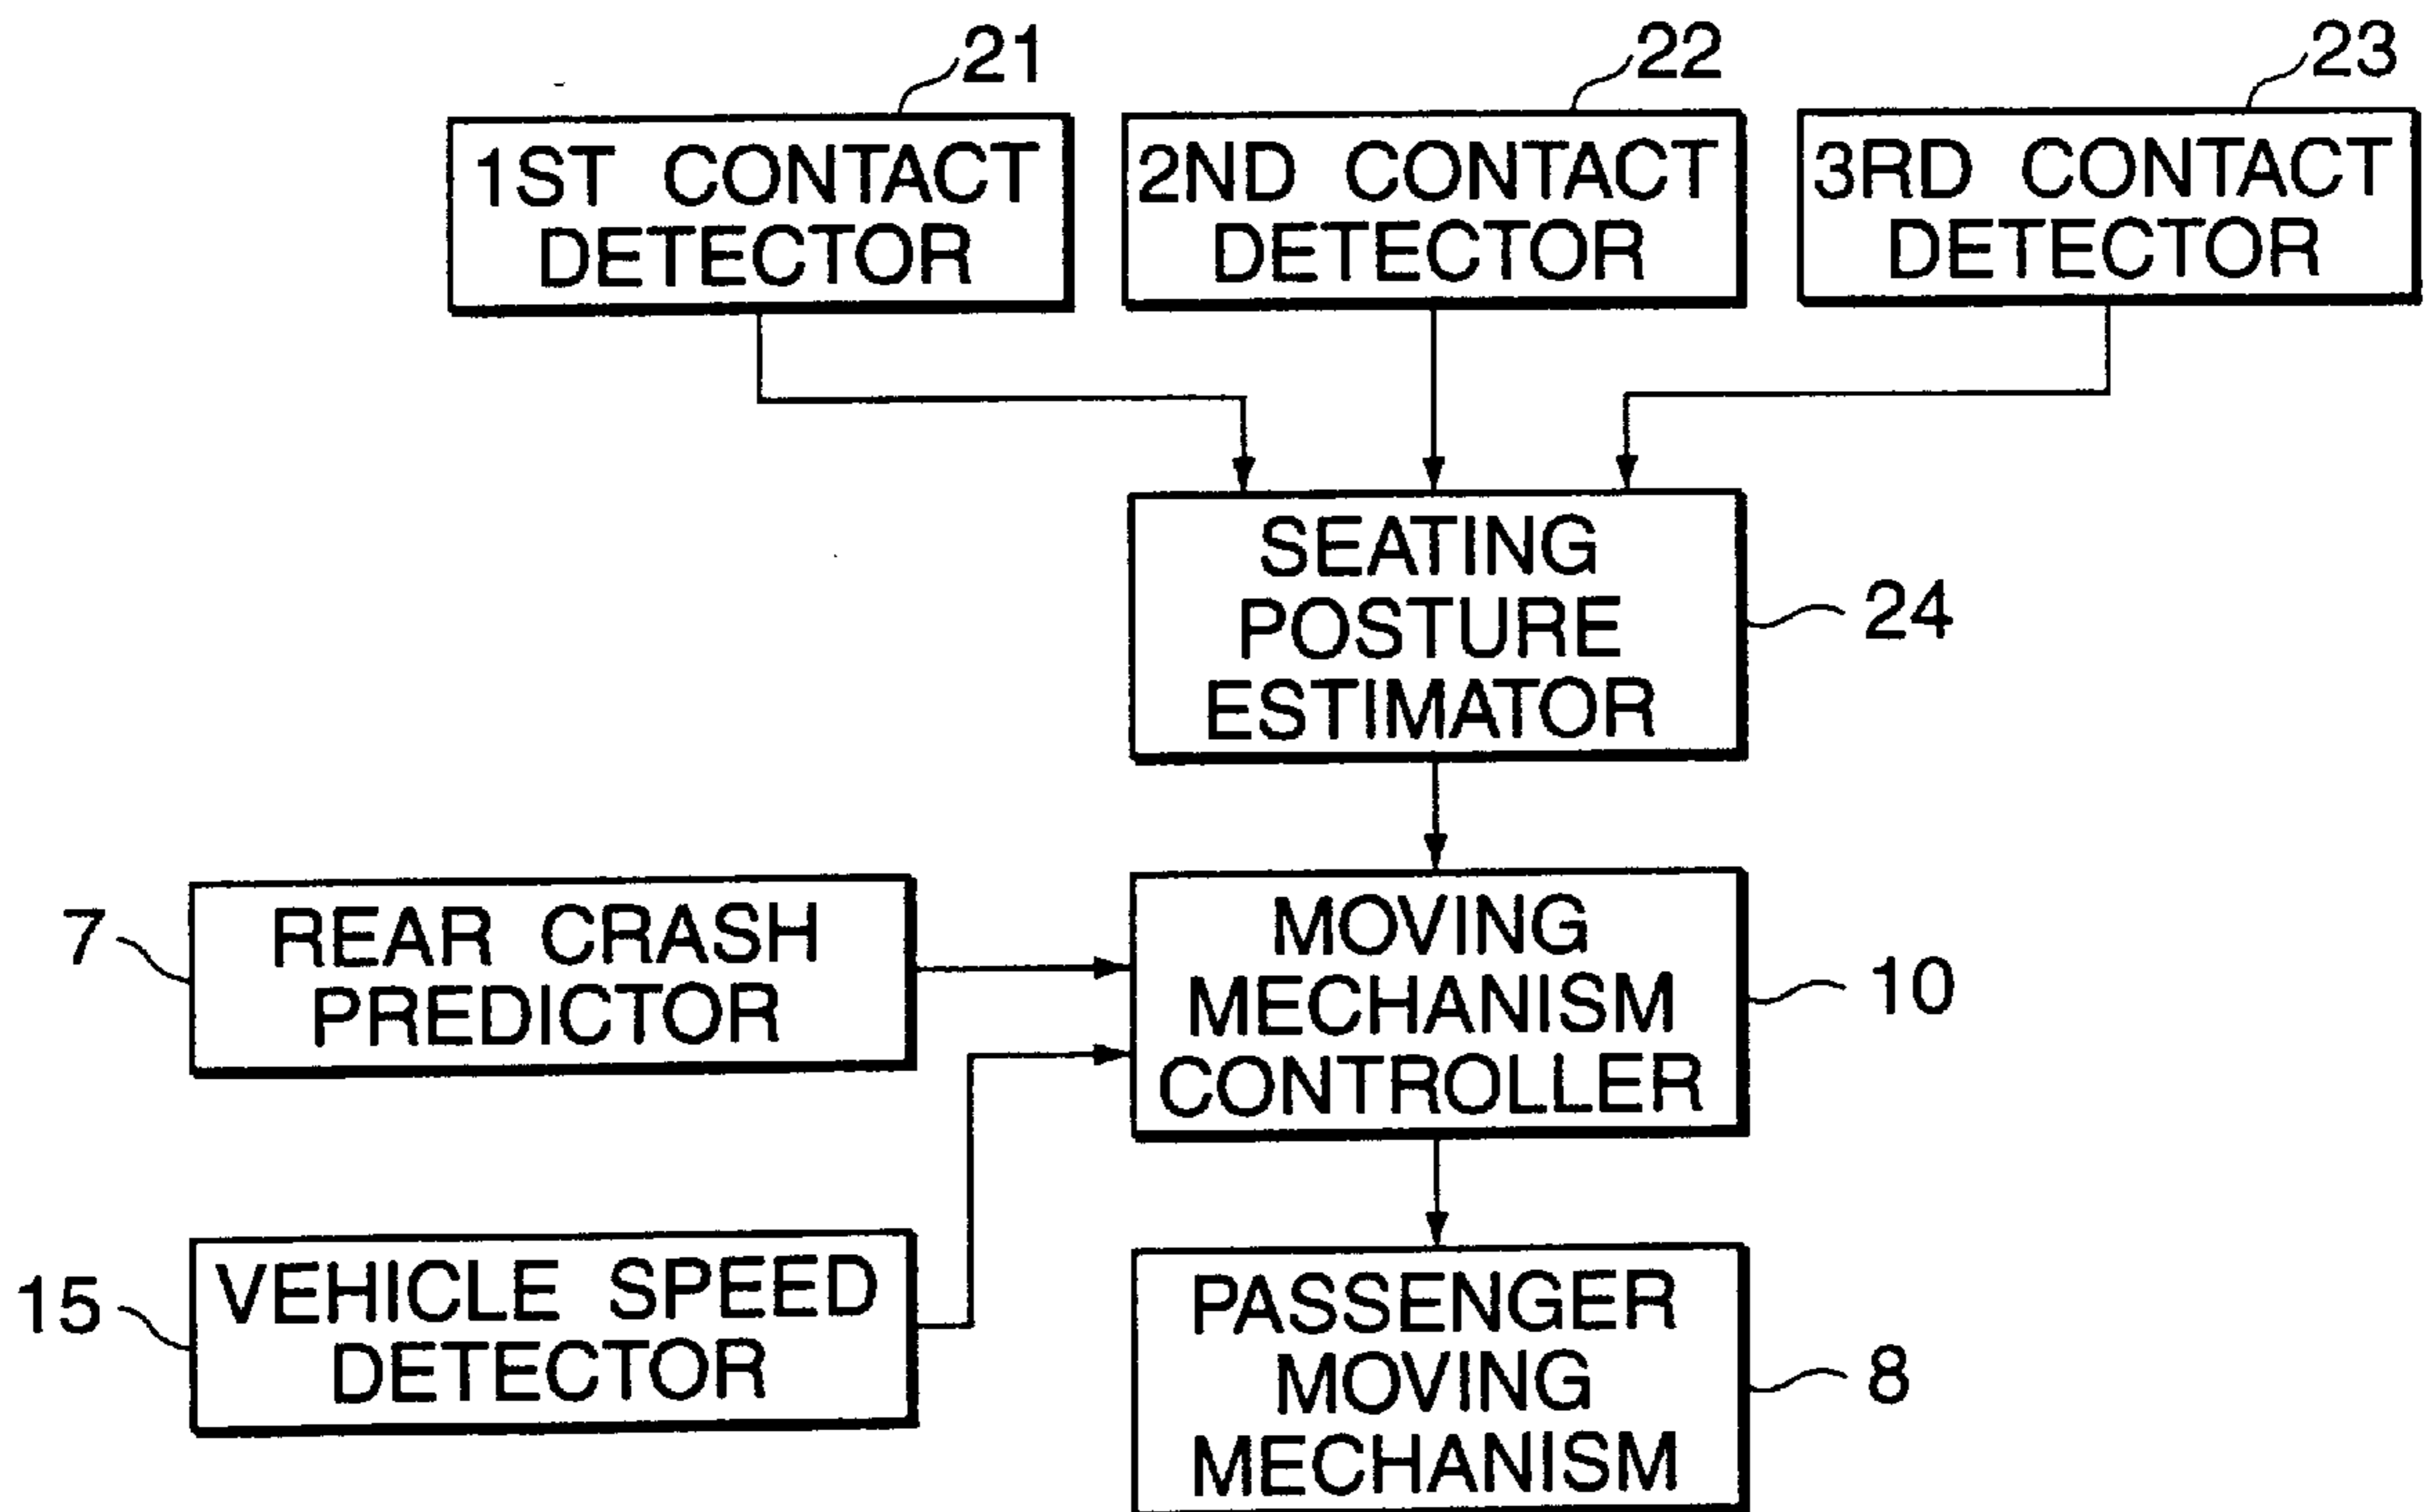 21
22
23
1ST CONTACT
DETECTOR
2ND CONTACT
DETECTOR
3RD CONTACT
DETECTOR
SEATING
POSTURE
ESTIMATOR
24
7
REAR CRASH
PREDICTOR
MOVING
MECHANISM
CONTROLLER
10
15
VEHICLE SPEED
DETECTOR
PASSENGER
MOVING
MECHANISM
8